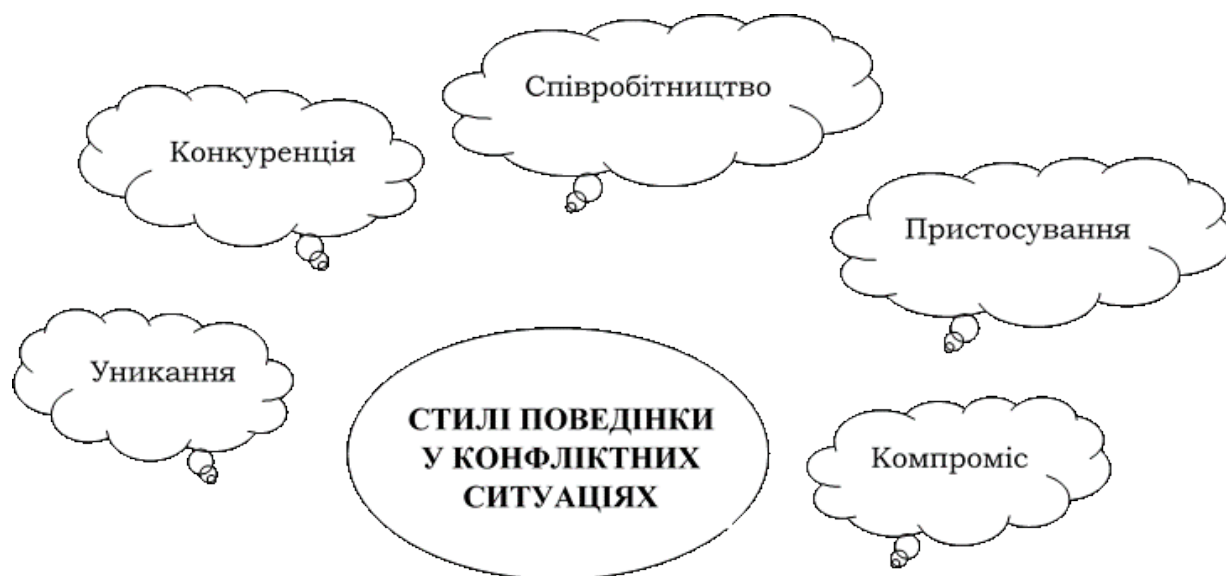 Співробітництво
Конкуренція
Пристосування
Уникання
СТИЛІ ПОВЕДІНКИ
У КОНФЛІКТНИХ
СИТУАЦІЯХ
Компроміс